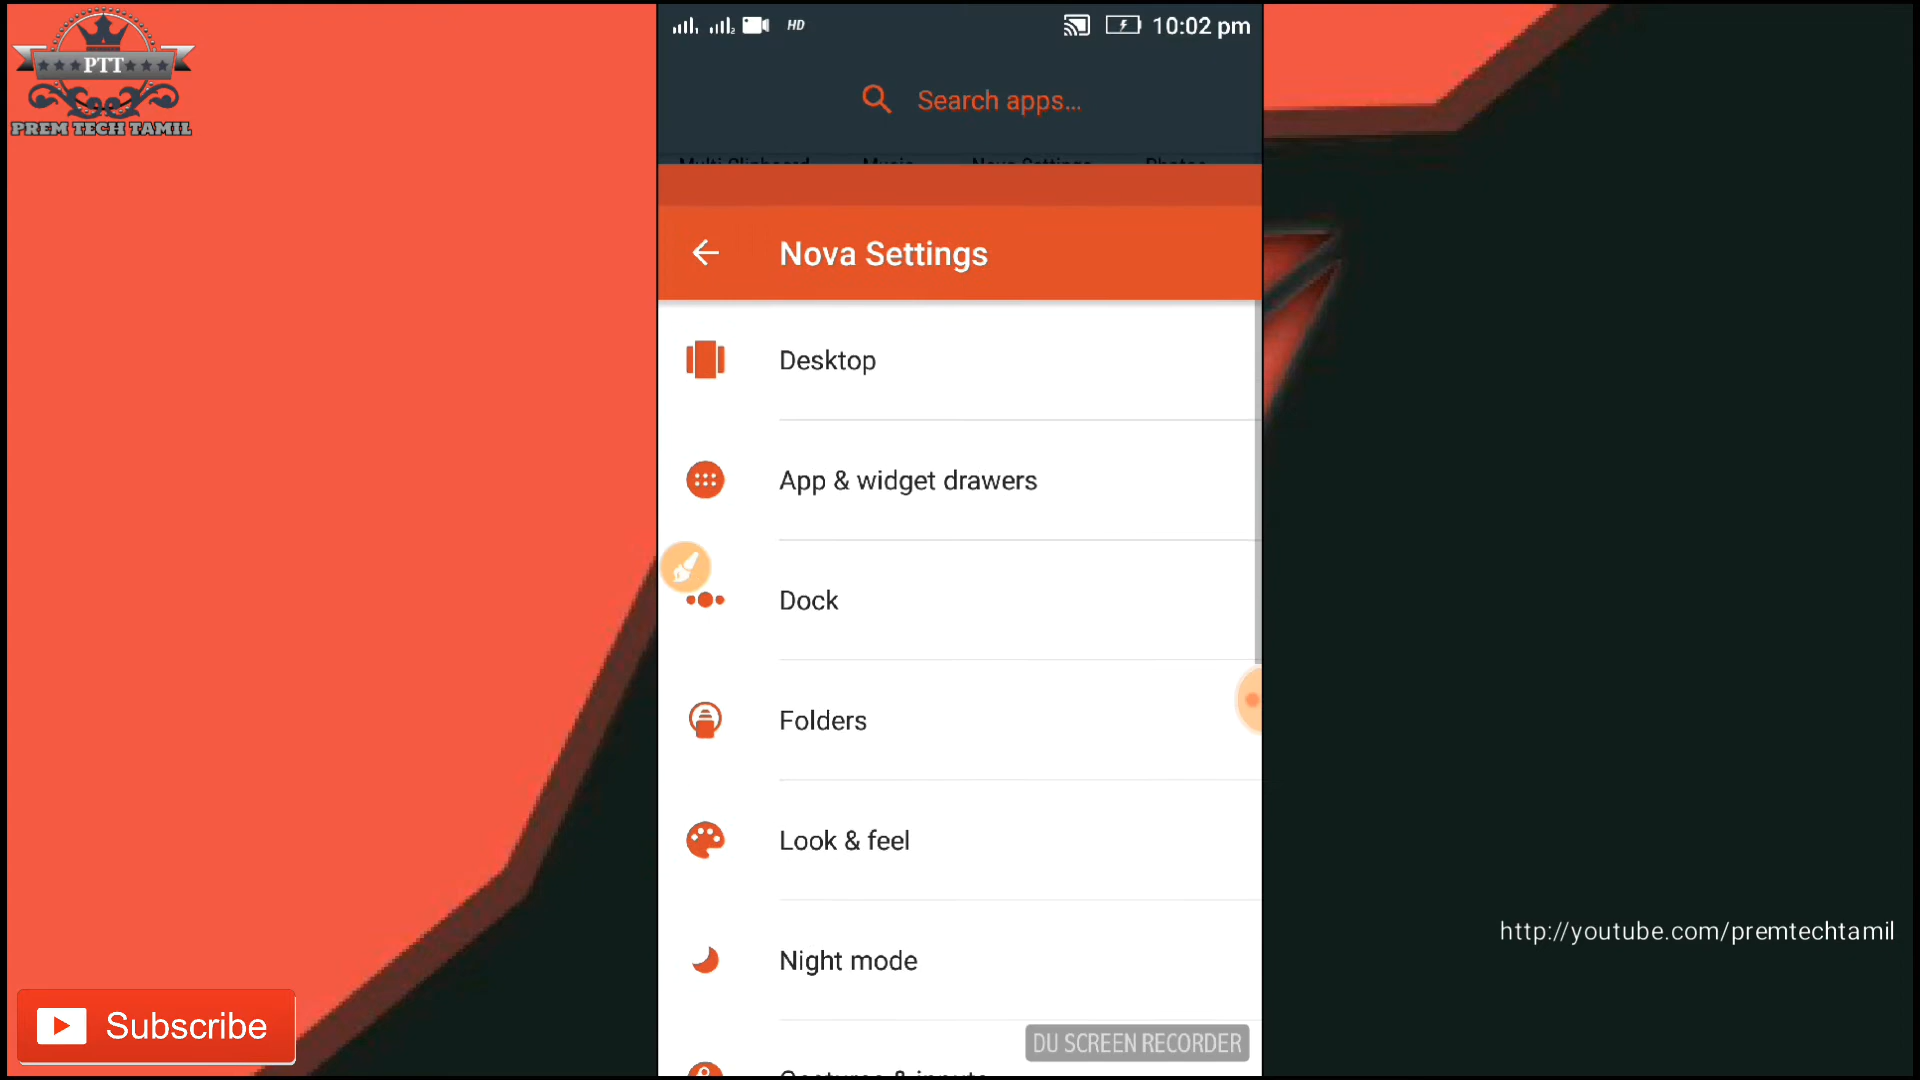 PTT
PREM TECH TAMIL
HD
10:02 pm
Search apps...
Nova Settings
Desktop
App & widget drawers
Dock
Folders
Look & feel
Night mode
DU SCREEN RECORDER
Subscribe
http://youtube.com/premtechtamil